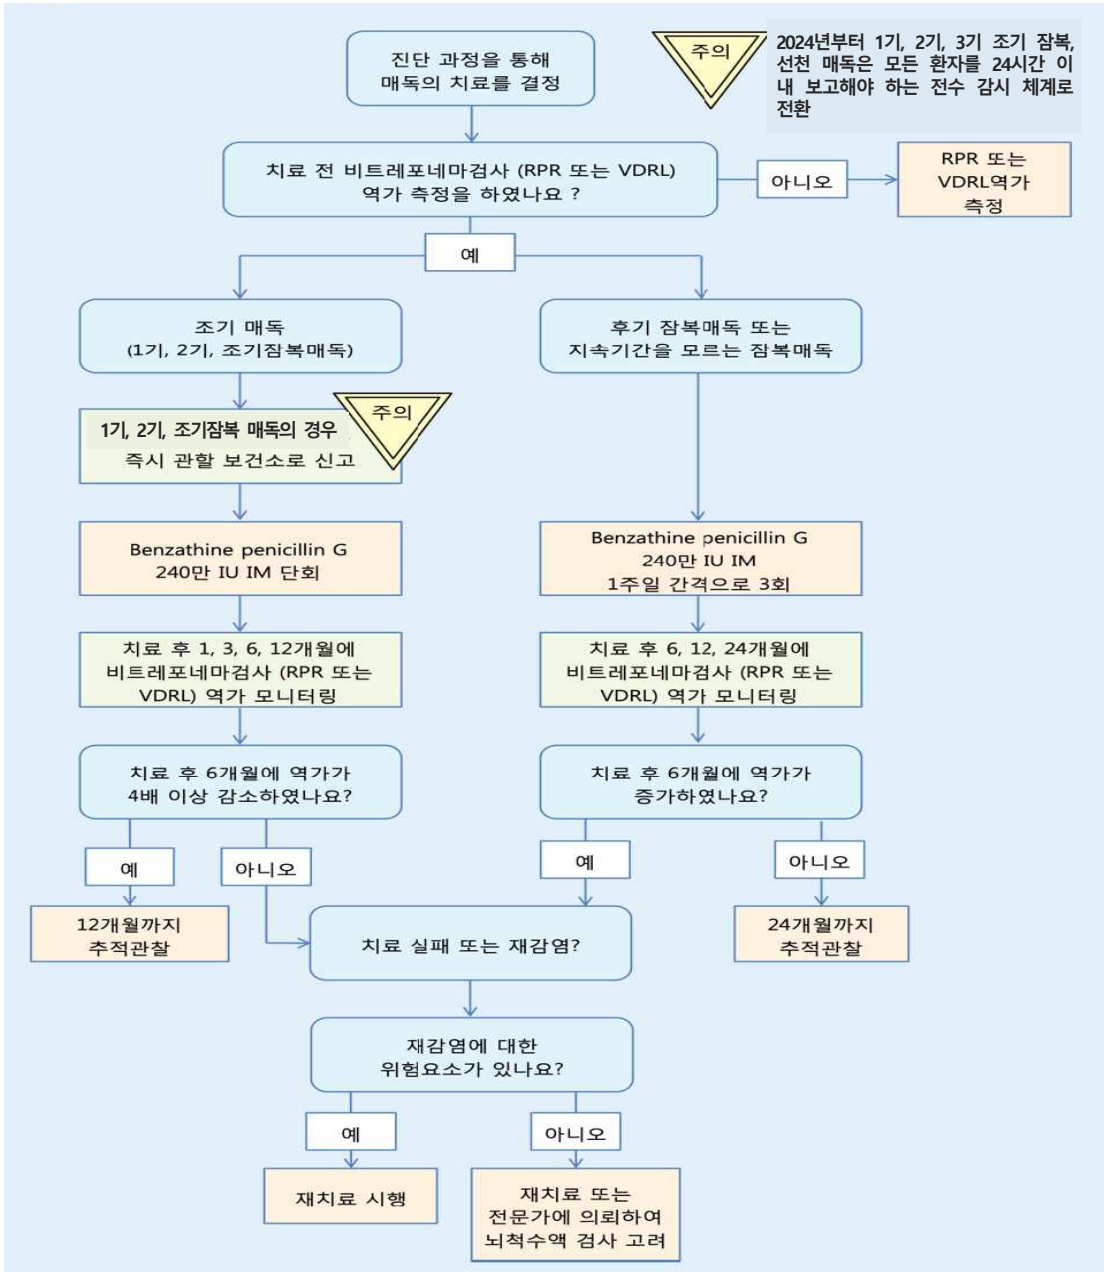 진단 과정을 통해
매독의 치료를 결정
주의
2024년부터 1기, 2기, 3기 조기 잠복,
선천 매독은 모든 환자를 24시간 이
내 보고해야 하는 전수 감시 체계로
전환
치료 전 비트레포네마검사 (RPR 또는 VDRL)
역가 측정을 하였나요 ?
아니오
RPR 또는
VDRL역가
측정
예
조기 매독
(1기, 2기, 조기잠복매독)
후기 잠복매독 또는
지속기간을 모르는 잠복매독
주의
1기, 2기, 조기잠복 매독의 경우
즉시 관할 보건소로 신고
Benzathine penicillin G
240만 IU IM 단회
Benzathine penicillin G
240만 IU IM
1주일 간격으로 3회
치료 후 1, 3, 6, 12개월에
비트레포네마검사 (RPR 또는
VDRL) 역가 모니터링
치료 후 6, 12, 24개월에
비트레포네마검사 (RPR 또는
VDRL) 역가 모니터링
치료 후 6개월에 역가가
4배 이상 감소하였나요?
치료 후 6개월에 역가가
증가하였나요?
예
아니오
예
아니오
12개월까지
추적관찰
치료 실패 또는 재감염?
24개월까지
추적관찰
재감염에 대한
위험요소가 있나요?
예
아니오
재치료 시행
재치료 또는
전문가에 의뢰하여
뇌척수액 검사 고려